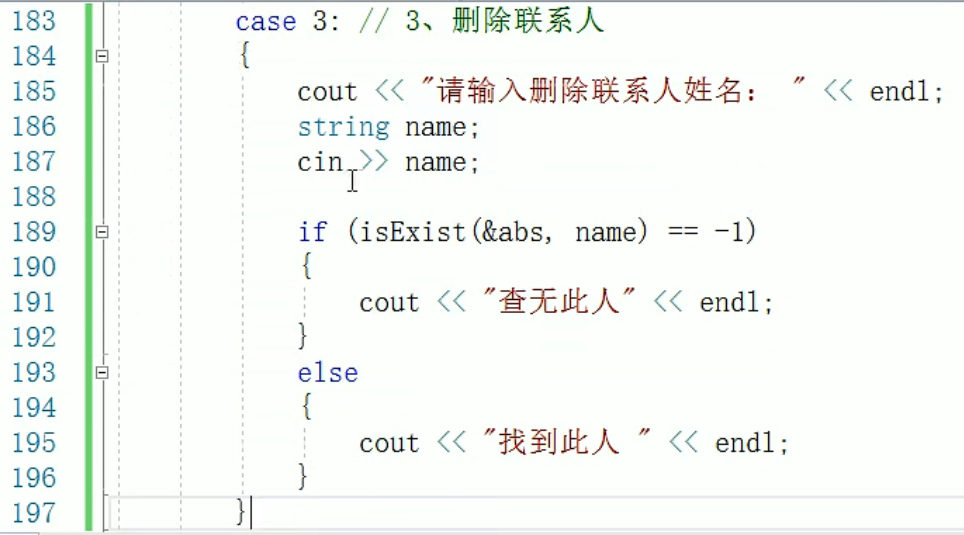 183 case 3: // 3、删除联系人
184 {
185 cout << "请输入删除联系人姓名： " << endl;
186 string name;
187 cin >> name;
188
189 if (isExist(&abs, name) == -1)
190 {
191 cout << "查无此人" << endl;
192 }
193 else
194 {
195 cout << "找到此人 " << endl;
196 }
197 }